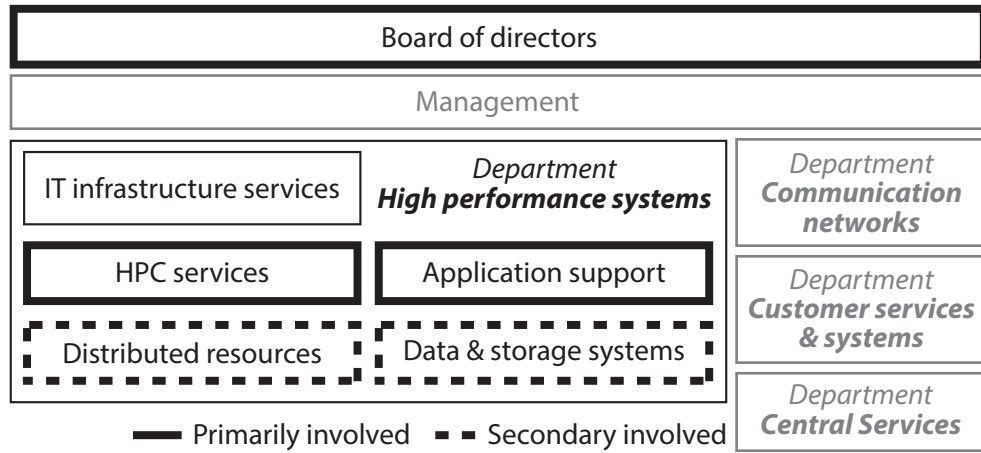 Board of directors
Management
IT infrastructure services
Department
High performance systems
HPC services
Application support
Distributed resources
Data & storage systems
Department
Communication
networks
Department
Customer services
& systems
Department
Central Services
Primarily involved
Secondary involved